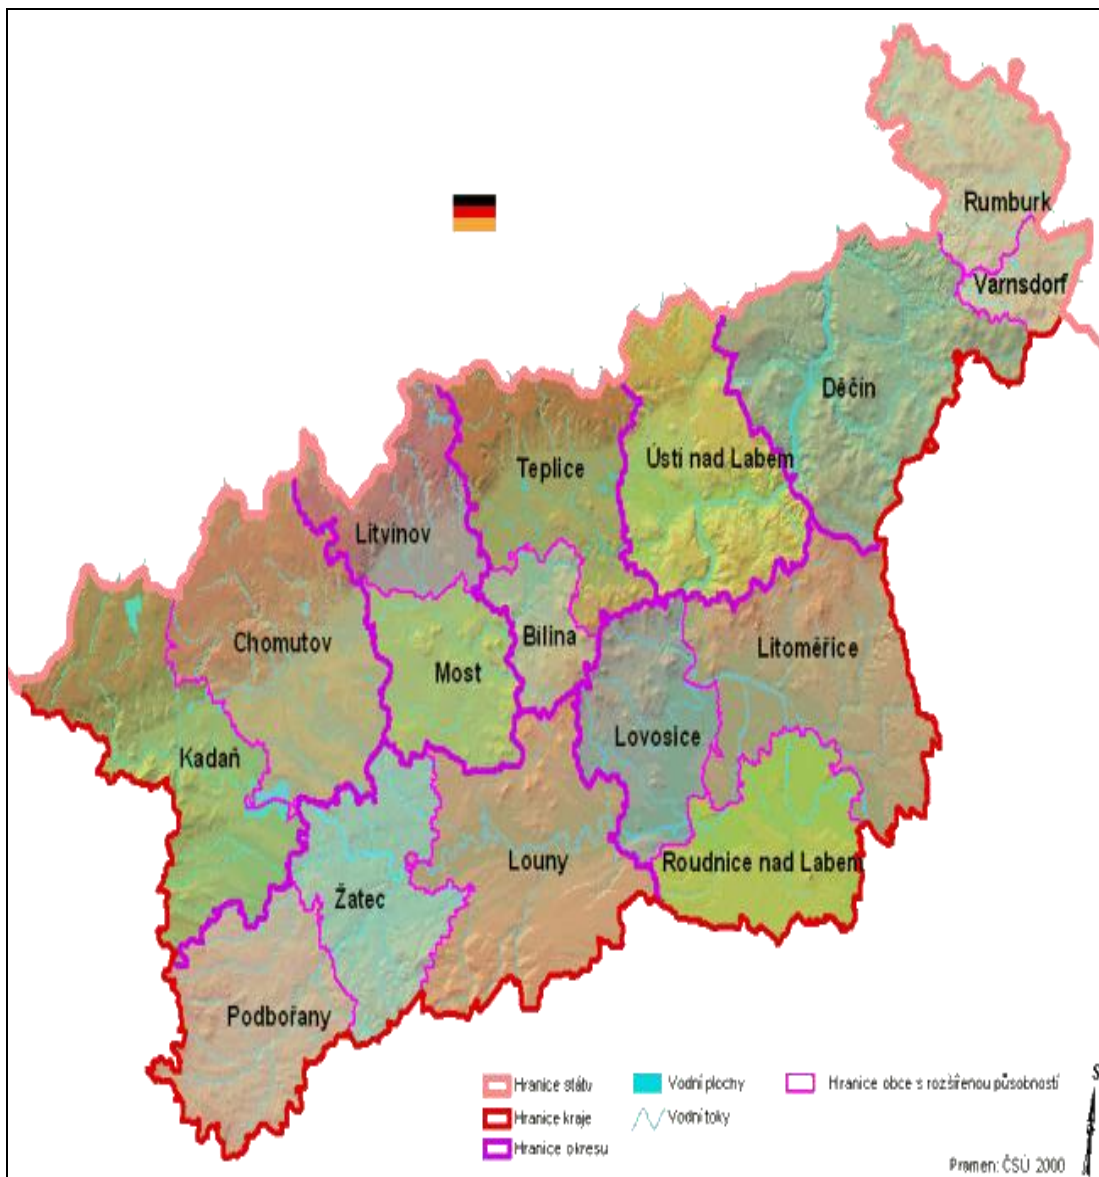 Rumburk
Varnsdorf
Děčín
Ústí nad Labem
Teplice
Litvínov
Bílina
Chomutov
Most
Litoměřice
Lovosice
Kadaň
Louny
Roudnice nad Labem
Žatec
Podbořany
Hranice státu
Vodní plochy
Hranice obce s rozšířenou působností
Hranice kraje
Vodní toky
Hranice okresu
S
Pramen: ČSÚ 2000